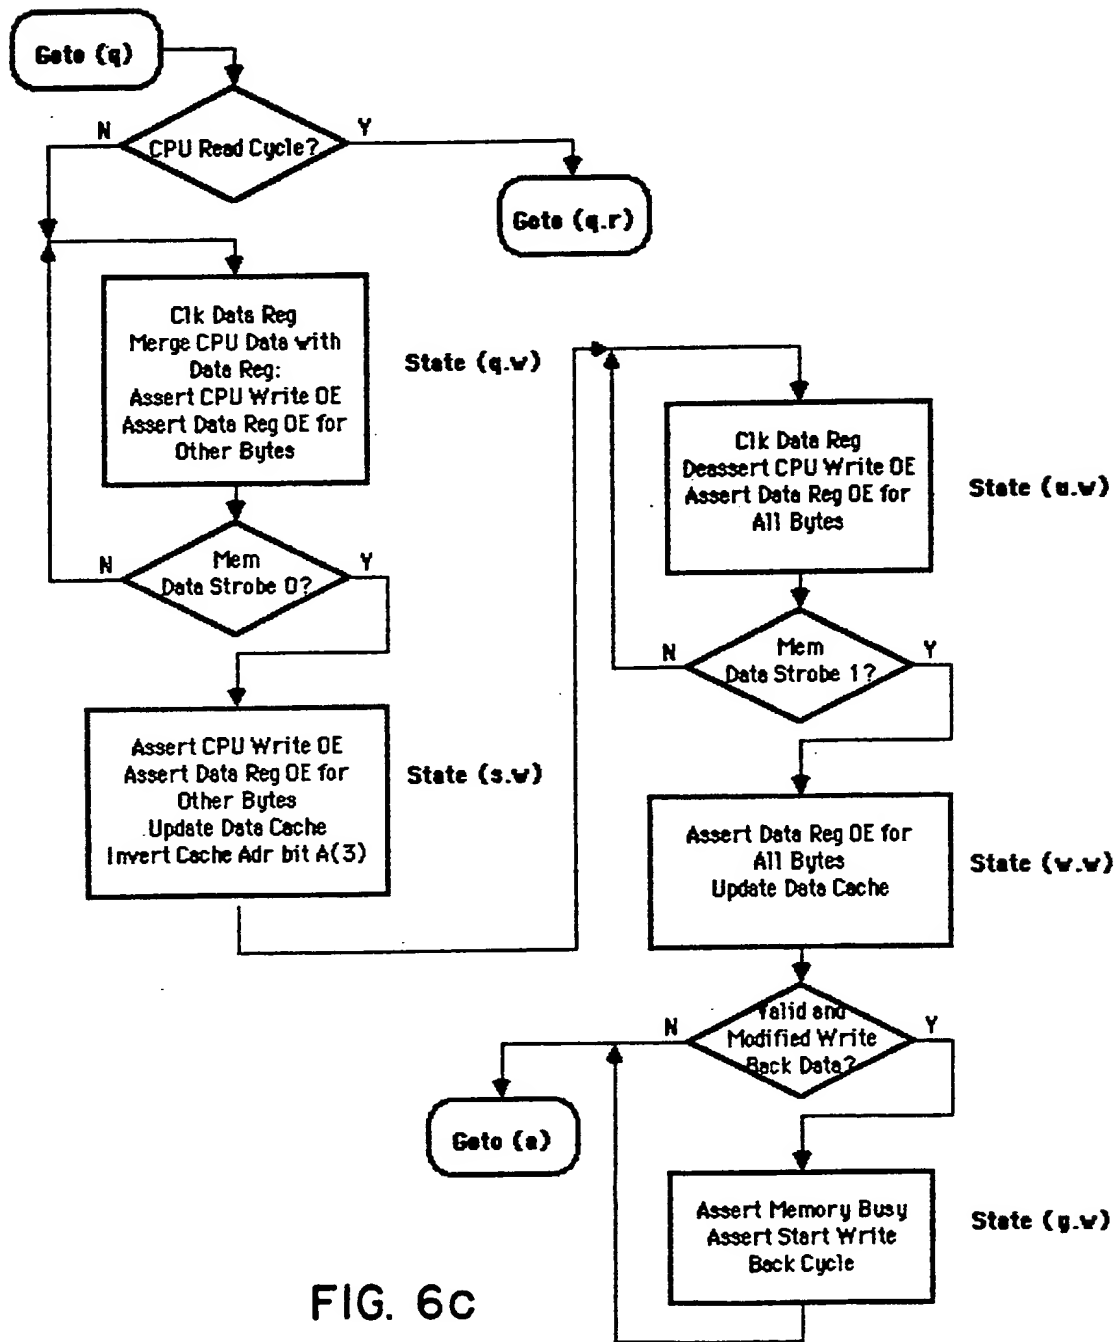 Goto (q)
N
Y
CPU Read Cycle?
Goto (q.r)
Clk Data Reg
Merge CPU Data with
Data Reg:
Assert CPU Write OE
Assert Data Reg OE for
Other Bytes
State (q.w)
N
Y
Mem
Data Strobe 0?
Assert CPU Write OE
Assert Data Reg OE for
Other Bytes
Update Data Cache
Invert Cache Adr bit A(3)
State (s.w)
Clk Data Reg
Deassert CPU Write OE
Assert Data Reg OE for
All Bytes
State (u.w)
N
Y
Mem
Data Strobe 1?
Assert Data Reg OE for
All Bytes
Update Data Cache
State (w.w)
N
Y
Valid and
Modified Write
Back Data?
Goto (a)
Assert Memory Busy
Assert Start Write
Back Cycle
State (y.w)
FIG. 6c